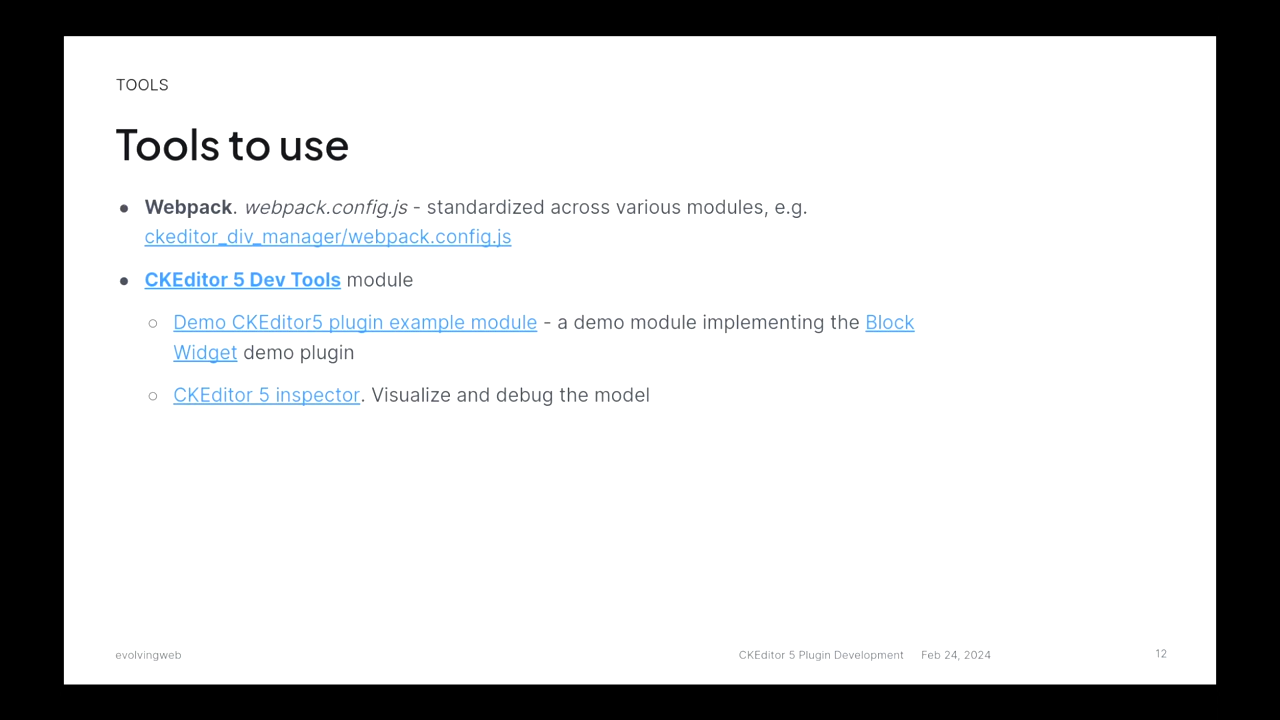 TOOLS
Tools to use
● Webpack. webpack.config.js - standardized across various modules, e.g.
ckeditor_div_manager/webpack.config.js
● CKEditor 5 Dev Tools module
○ Demo CKEditor5 plugin example module - a demo module implementing the Block
Widget demo plugin
○ CKEditor 5 inspector. Visualize and debug the model
evolvingweb
CKEditor 5 Plugin Development Feb 24, 2024
12